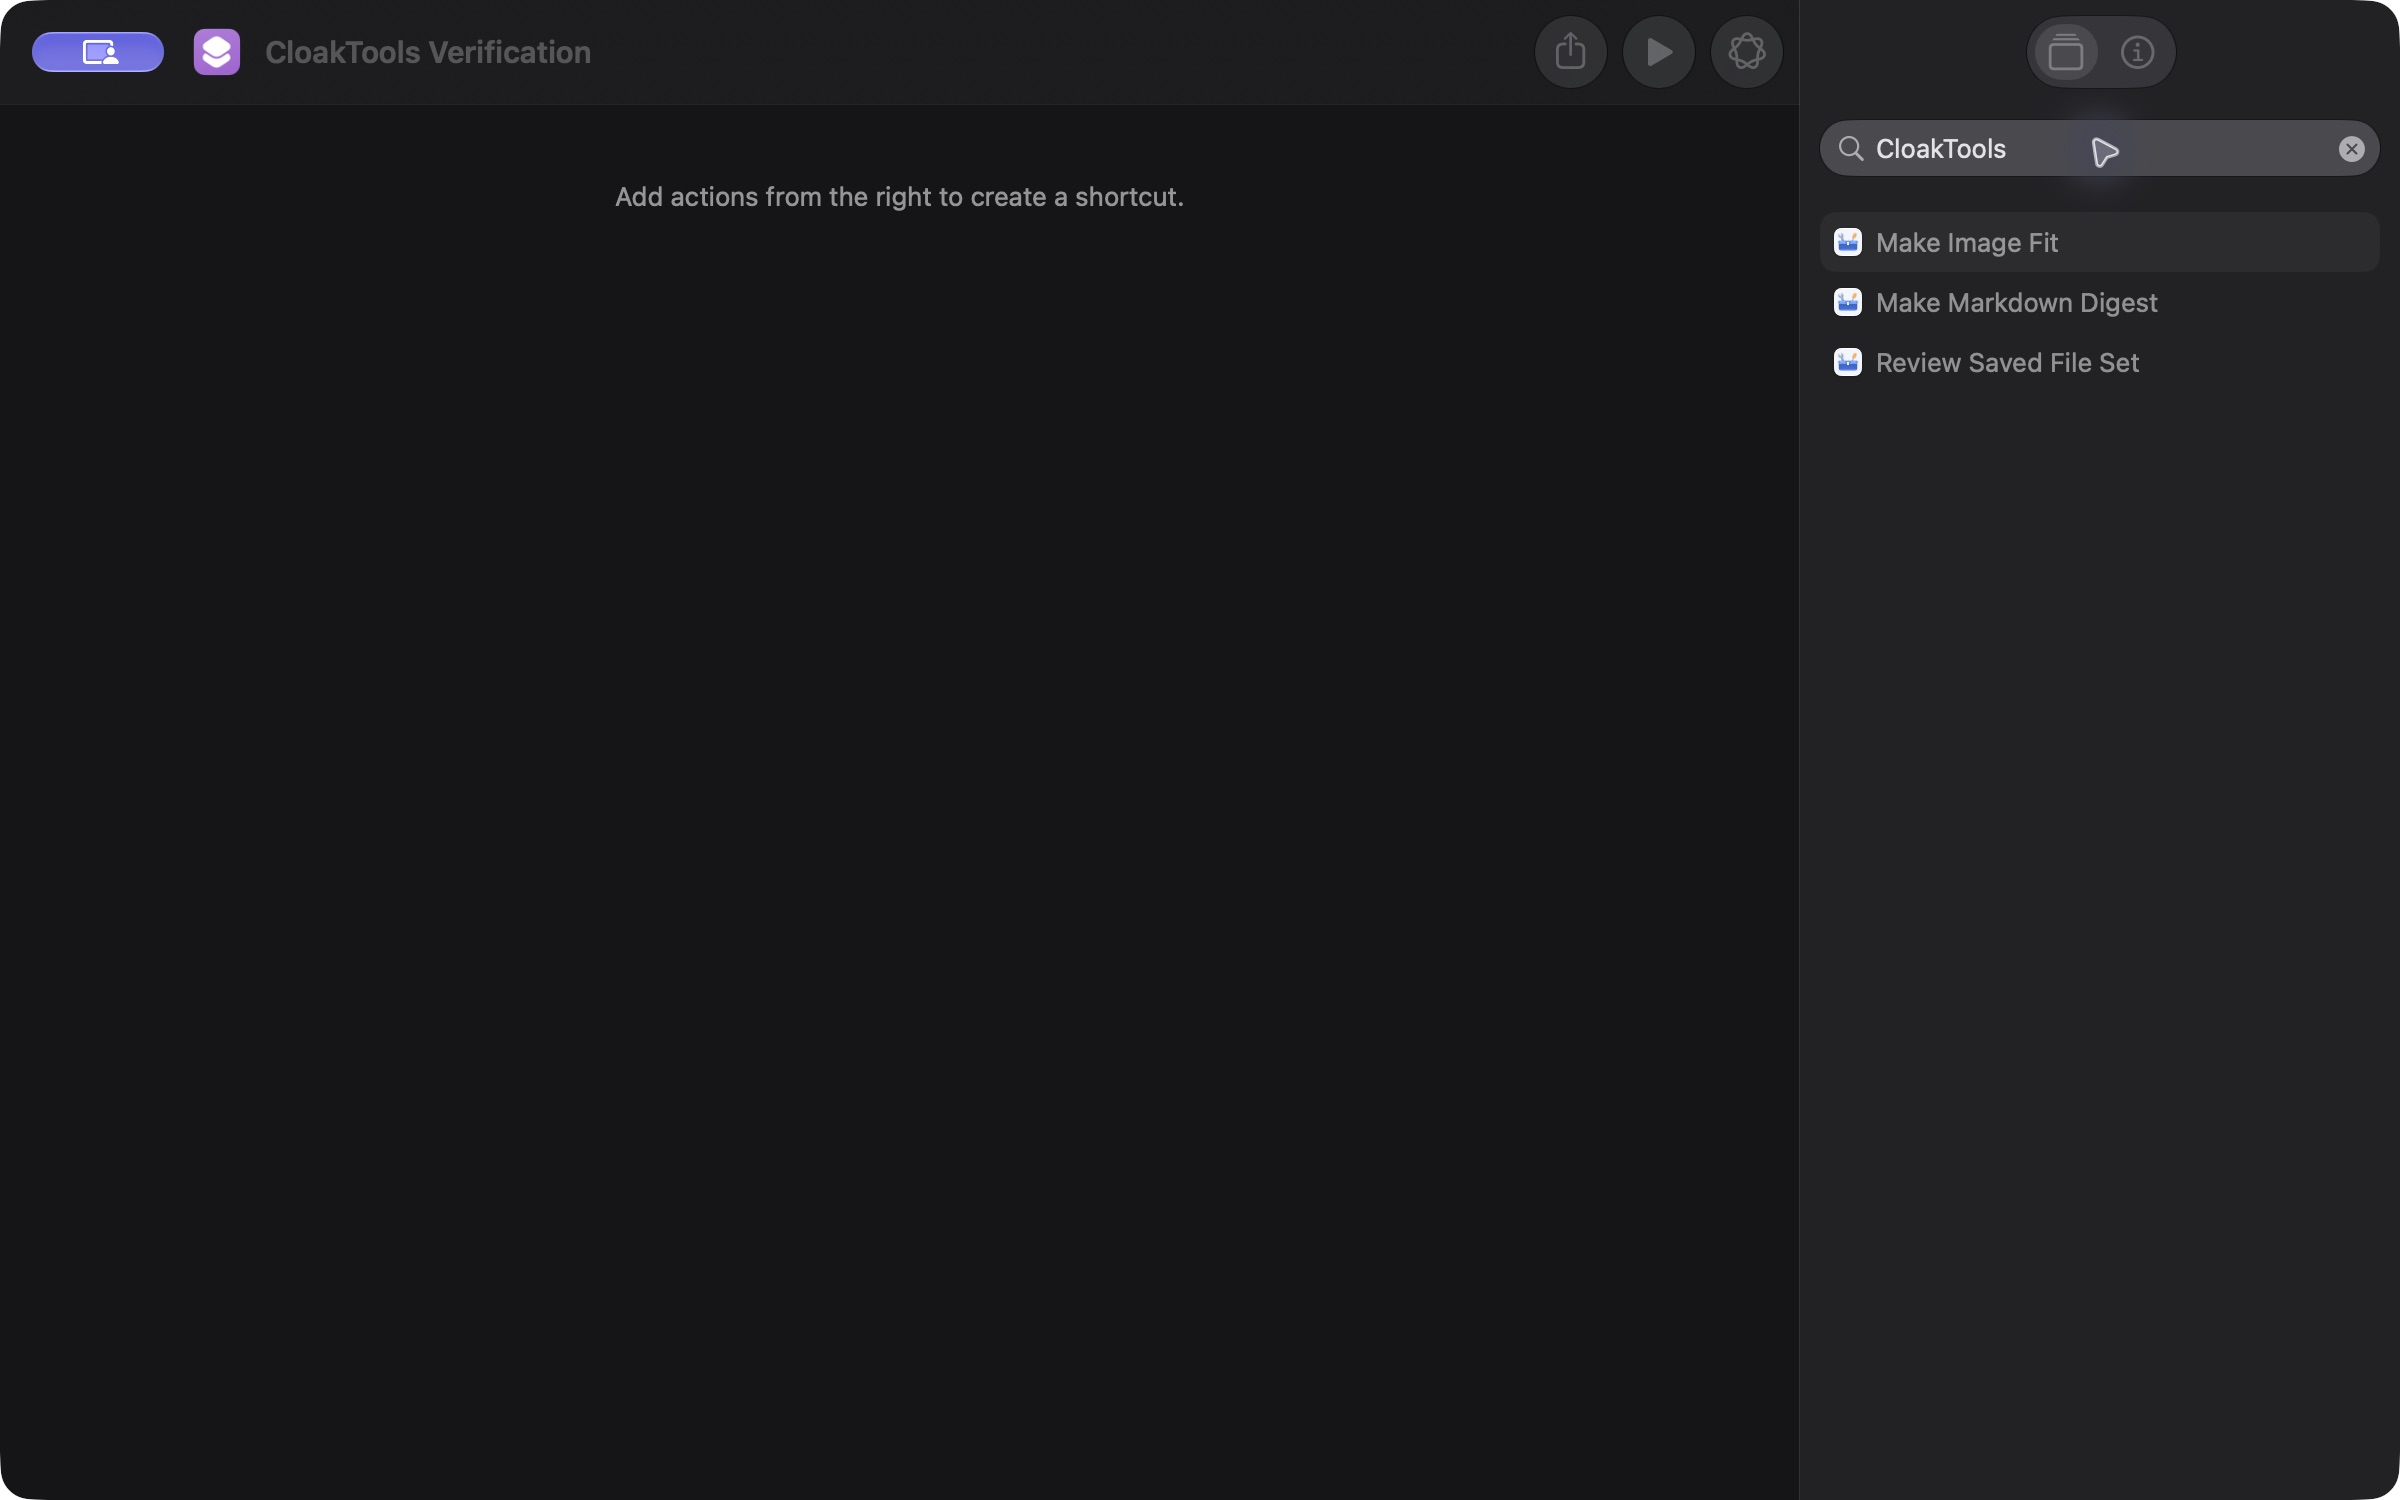 CloakTools Verification
Add actions from the right to create a shortcut.
CloakTools
Make Image Fit
Make Markdown Digest
Review Saved File Set